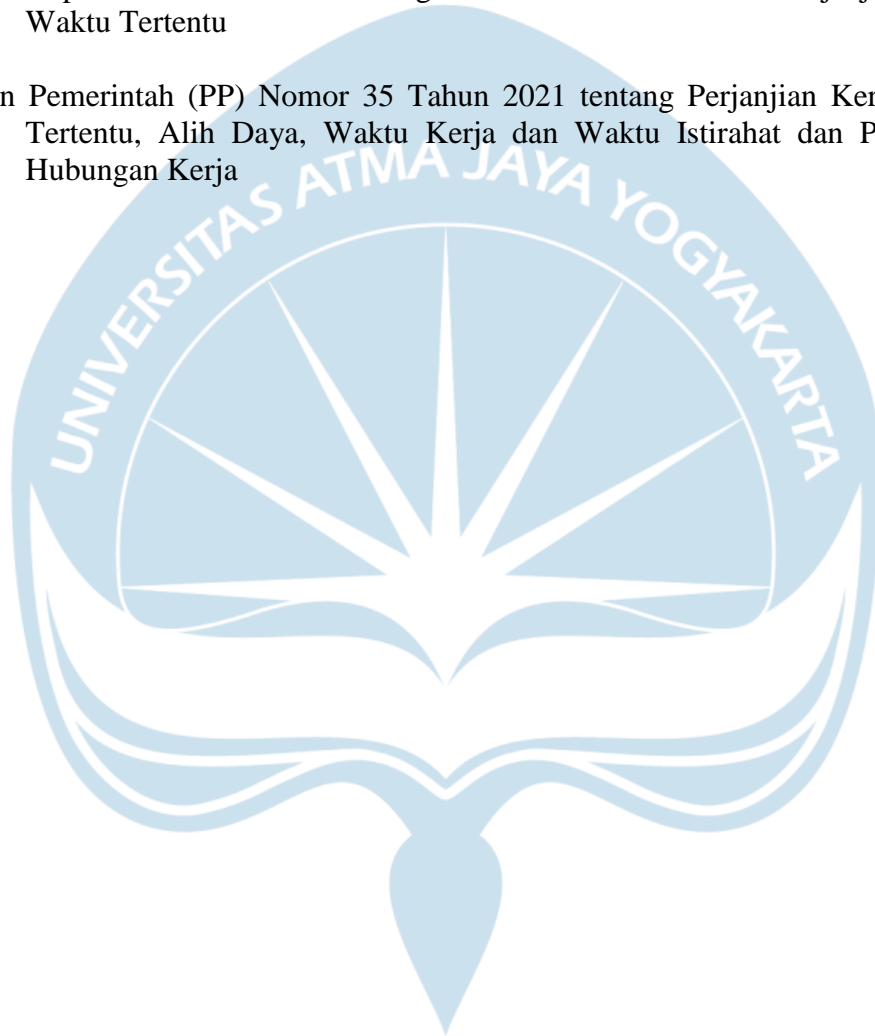 Waktu Tertentu
n Pemerintah (PP) Nomor 35 Tahun 2021 tentang Perjanjian Ker
Tertentu, Alih Daya, Waktu Kerja dan Waktu Istirahat dan P
Hubungan Kerja
UNIVERSITAS ATMA JAYA YOGYAKARTA